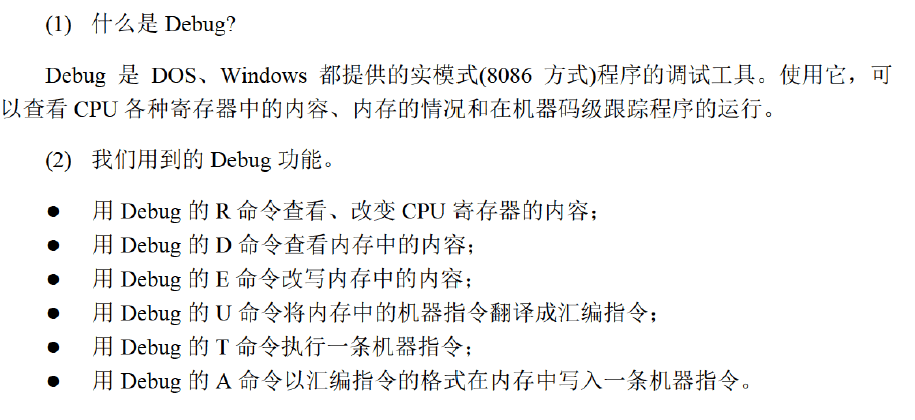 (1) 什么是 Debug?
Debug 是 DOS、Windows 都提供的实模式(8086 方式)程序的调试工具。使用它，可
以查看 CPU 各种寄存器中的内容、内存的情况和在机器码级跟踪程序的运行。
(2) 我们用到的 Debug 功能。
● 用 Debug 的 R 命令查看、改变 CPU 寄存器的内容；
● 用 Debug 的 D 命令查看内存中的内容；
● 用 Debug 的 E 命令改写内存中的内容；
● 用 Debug 的 U 命令将内存中的机器指令翻译成汇编指令；
● 用 Debug 的 T 命令执行一条机器指令；
● 用 Debug 的 A 命令以汇编指令的格式在内存中写入一条机器指令。